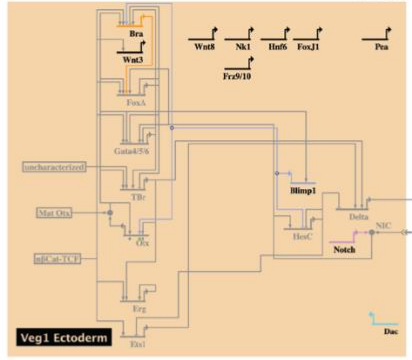 Bra
Wnt8 Nk1 Hnf6 FoxJ1 Pea
Wnt3
Frz9/10
FoxA
Gata4/5/6
uncharacterized
TBr
Blimp1
Mat Otx
Delta
Otx
HesC
NIC
Notch
nβCat-TCF
Erg
Dac
Veg1 Ectoderm
Ets1